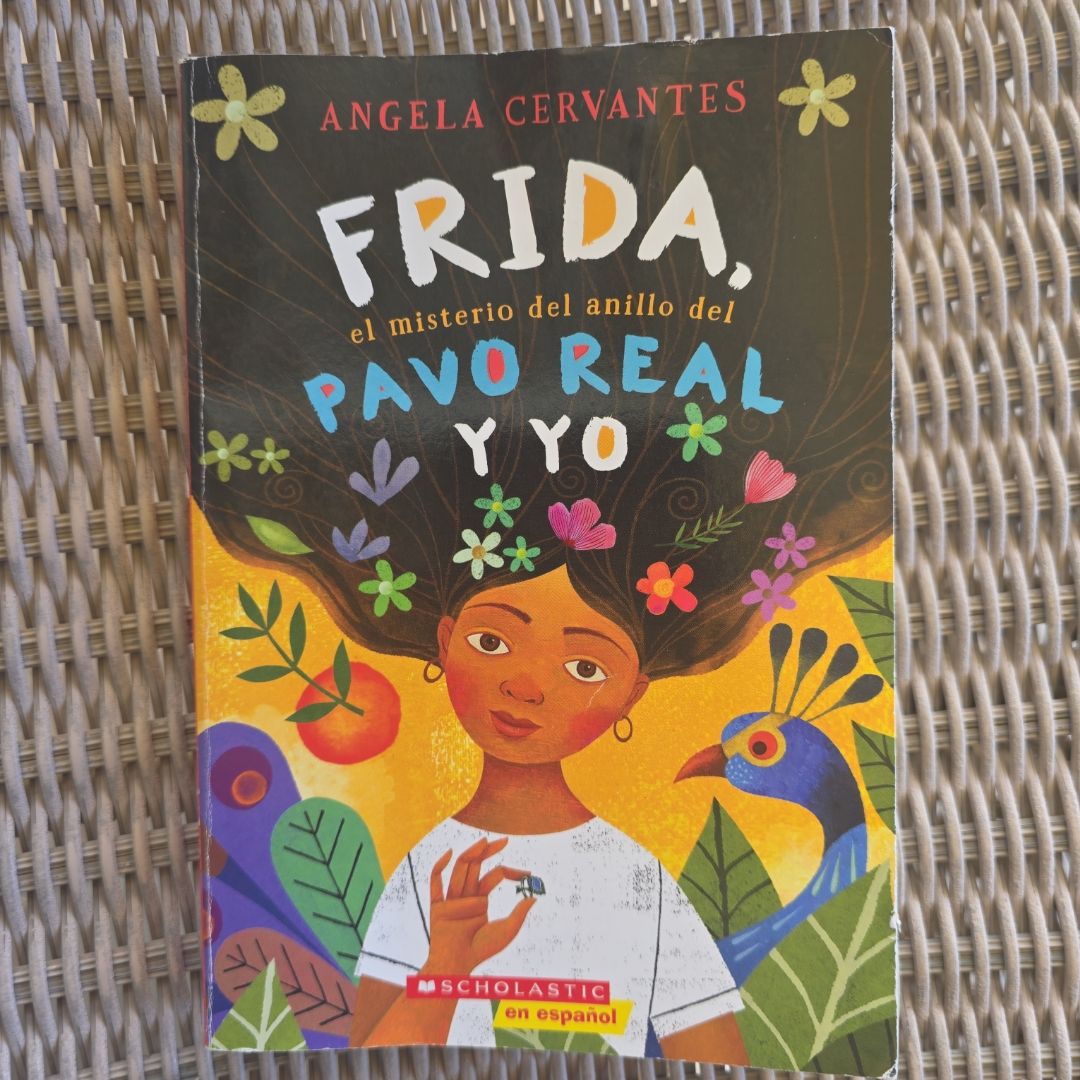 ANGELA CERVANTES
FRIDA,
el misterio del anillo del
PAVO REAL
Y YO
SCHOLASTIC
en español